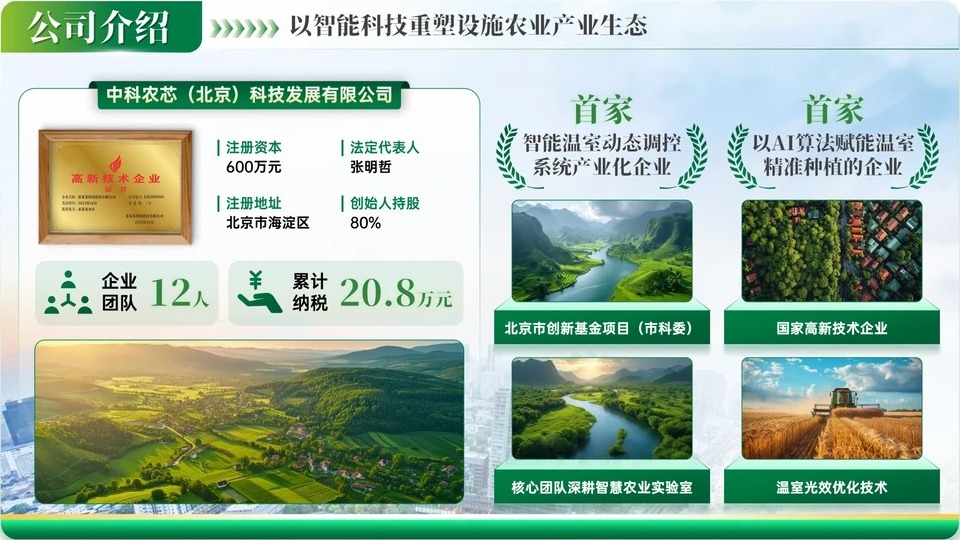 公司介绍
以智能科技重塑设施农业产业生态
中科农芯（北京）科技发展有限公司
高新技术企业
证书
注册资本
600万元
法定代表人
张明哲
注册地址
北京市海淀区
创始人持股
80%
企业
团队
12人
累计
纳税
20.8万元
首家
智能温室动态调控
系统产业化企业
首家
以AI算法赋能温室
精准种植的企业
北京市创新基金项目（市科委）
国家高新技术企业
核心团队深耕智慧农业实验室
温室光效优化技术